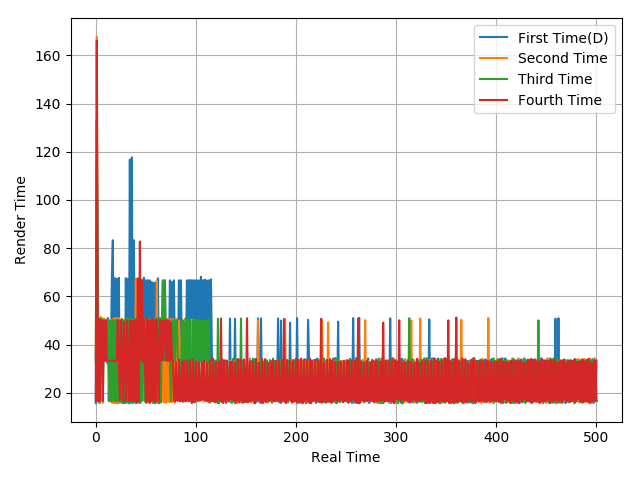 First Time(D)
Second Time
Third Time
Fourth Time
Render Time
160
140
120
100
80
60
40
20
0
100
200
300
400
500
Real Time